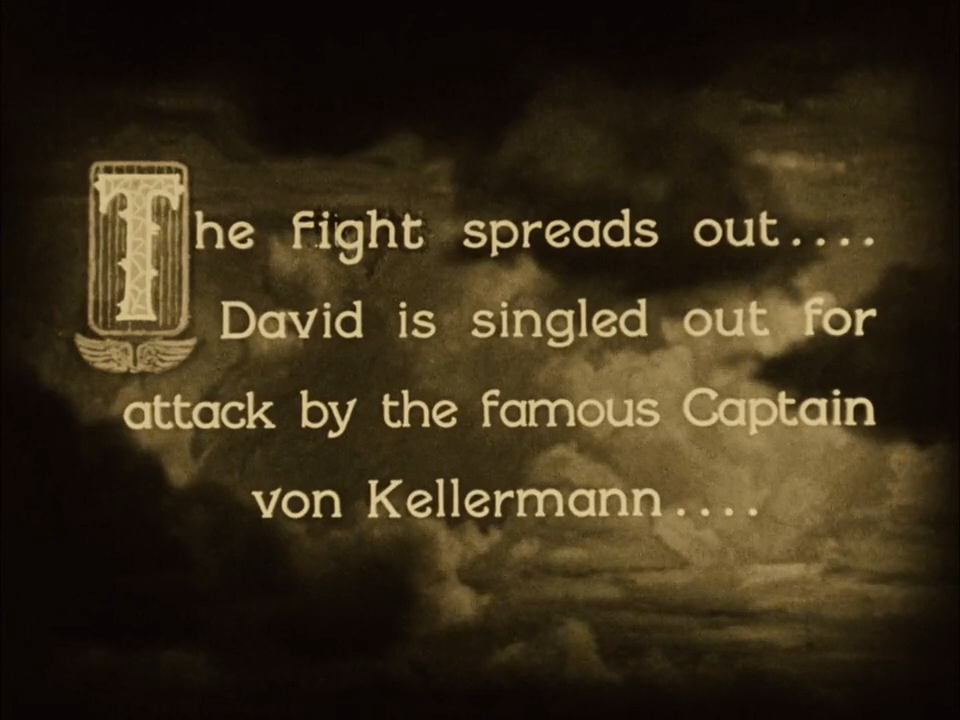 The fight spreads out....
David is singled out for
attack by the famous Captain
von Kellermann....